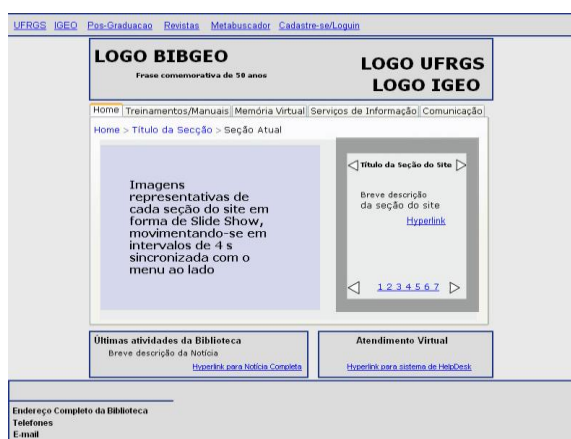 UFRGS IGEO Pos-Graduacao Revistas Metabuscador Cadastre-se/Loguin
LOGO BIBGEO
Frase comemorativa de 50 anos
LOGO UFRGS
LOGO IGEO
Home Treinamentos/Manuais Memória Virtual Serviços de Informação Comunicação
Home > Título da Secção > Seção Atual
Imagens
representativas de
cada seção do site em
forma de Slide Show,
movimentando-se em
intervalos de 4 s
sincronizada com o
menu ao lado
Título da Seção do Site
Breve descrição
da seção do site
Hyperlink
1 2 3 4 5 6 7
Últimas atividades da Biblioteca
Breve descrição da Notícia
Hyperlink para Notícia Completa
Atendimento Virtual
Hyperlink para sistema de HelpDesk
Endereço Completo da Biblioteca
Telefones
E-mail